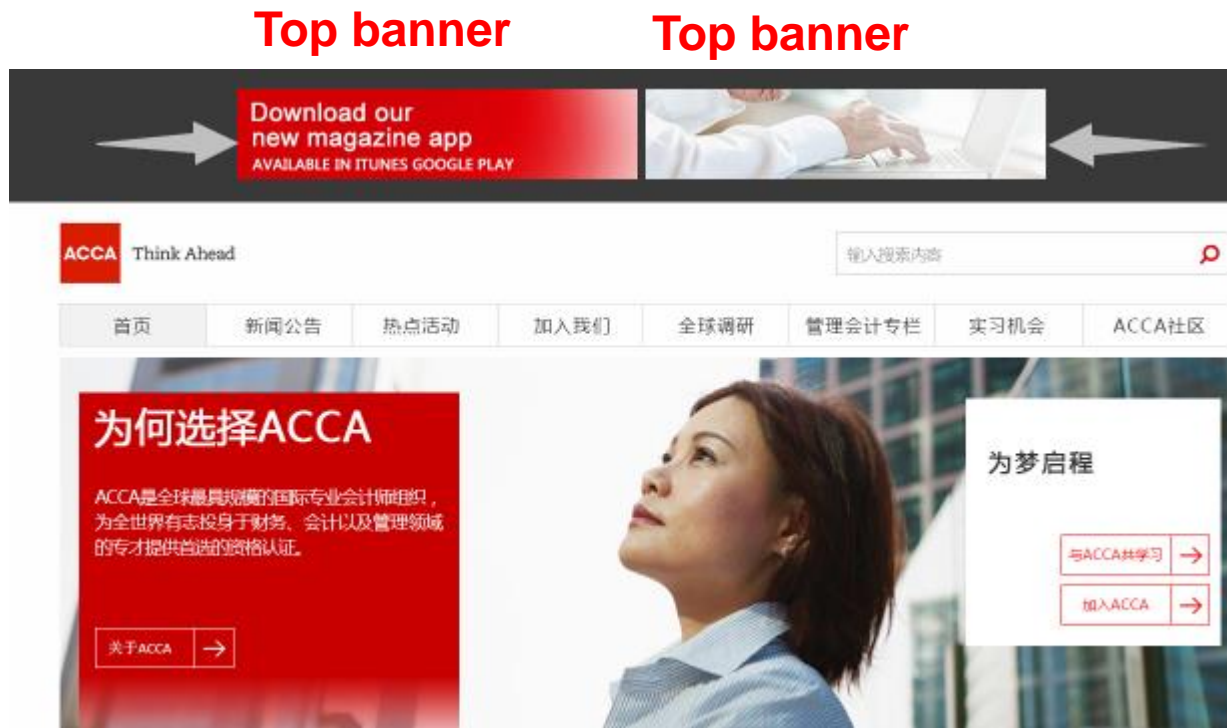 Top banner
Top banner
Download our
new magazine app
AVAILABLE IN ITUNES GOOGLE PLAY
ACCA
Think Ahead
输入搜索内容
首页
新闻公告
热点活动
加入我们
全球调研
管理会计专栏
实习机会
ACCA社区
为何选择ACCA
ACCA是全球最具规模的国际专业会计师组织，
为全世界有志投身于财务、会计以及管理领域
的专才提供首选的资格认证。
关于ACCA
为梦启程
与ACCA共学习
加入ACCA